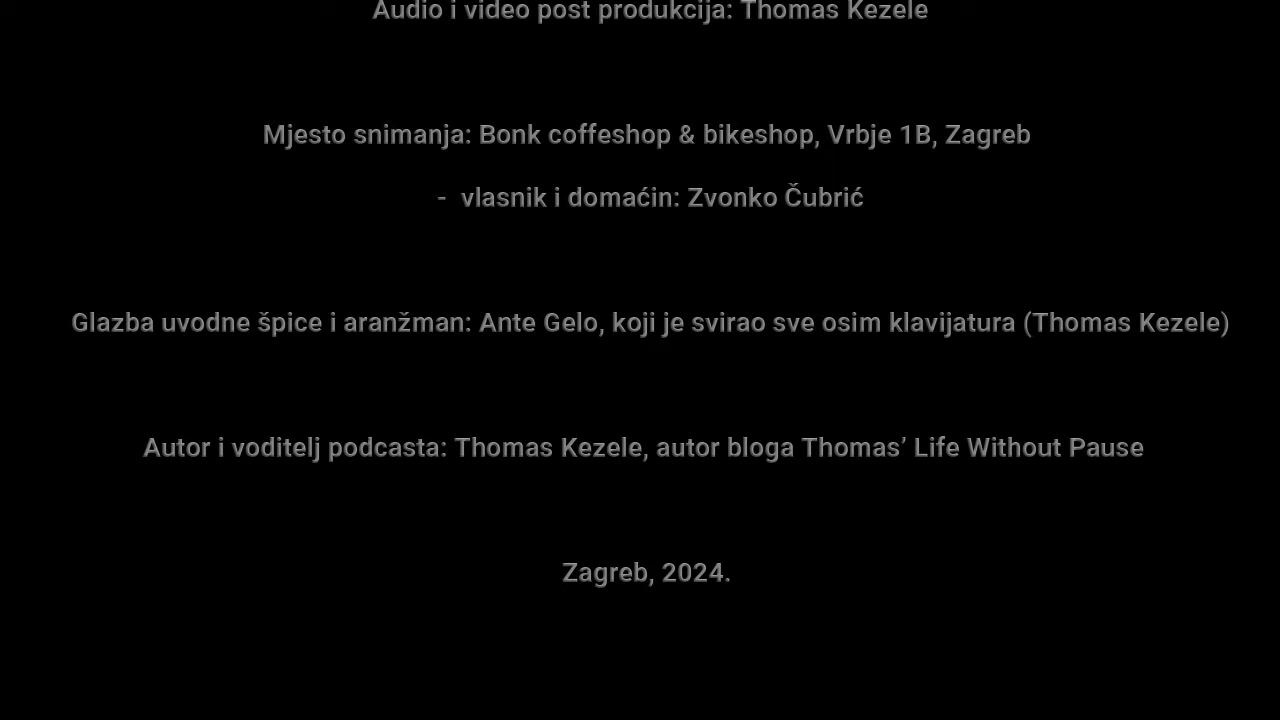 Audio i video post produkcija: Thomas Kezele
Mjesto snimanja: Bonk coffeshop & bikeshop, Vrbje 1B, Zagreb
- vlasnik i domaćin: Zvonko Čubrić
Glazba uvodne špice i aranžman: Ante Gelo, koji je svirao sve osim klavijatura (Thomas Kezele)
Autor i voditelj podcasta: Thomas Kezele, autor bloga Thomas’ Life Without Pause
Zagreb, 2024.